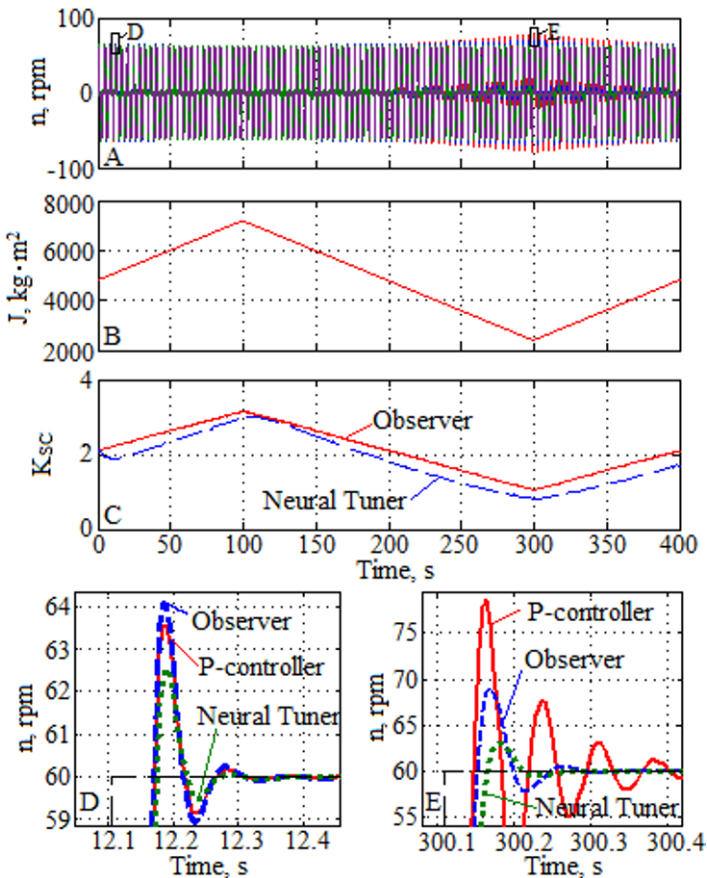 100
D
E
0
n, rpm
-100
A
8000
6000
4000
2000
J, kg·m²
B
4
2
0
Ksc
Observer
Neural Tuner
C
0 50 100 150 200 250 300 350 400
Time, s
64
63
62
61
60
59
n, rpm
Observer
P-controller
Neural Tuner
D
12.1 12.2 12.3 12.4
Time, s
75
70
65
60
55
n, rpm
P-controller
Observer
Neural Tuner
E
300.1 300.2 300.3 300.4
Time, s